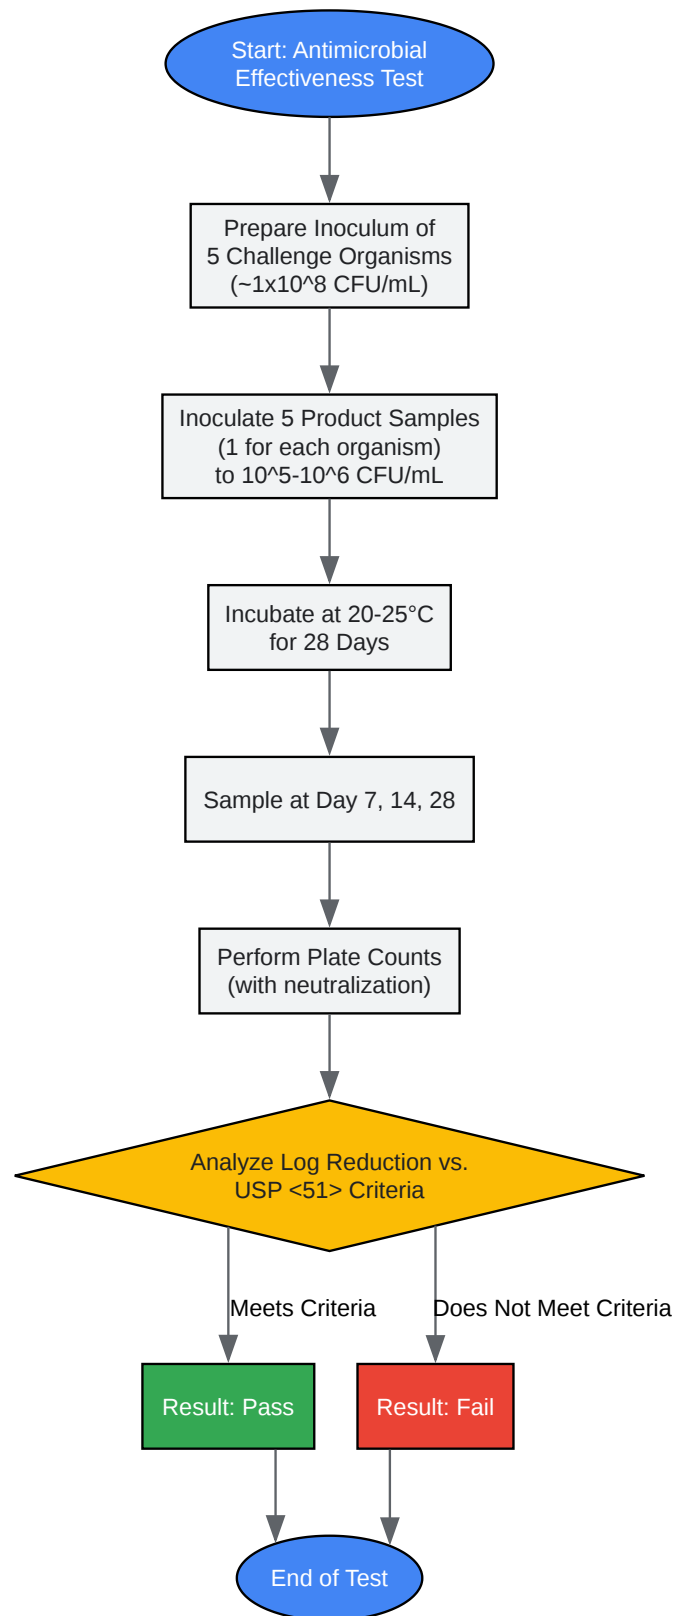 Start: Antimicrobial
Effectiveness Test
Prepare Inoculum of
5 Challenge Organisms
(~1x10^8 CFU/mL)
Inoculate 5 Product Samples
(1 for each organism)
to 10^5-10^6 CFU/mL
Incubate at 20-25°C
for 28 Days
Sample at Day 7, 14, 28
Perform Plate Counts
(with neutralization)
Analyze Log Reduction vs.
USP <51> Criteria
Meets Criteria
Does Not Meet Criteria
Result: Pass
Result: Fail
End of Test